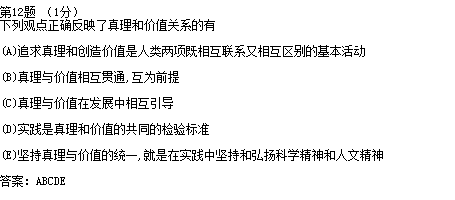 第12题 (1分)
下列观点正确反映了真理和价值关系的有
(A)追求真理和创造价值是人类两项既相互联系又相互区别的基本活动
(B)真理与价值相互贯通,互为前提
(C)真理与价值在发展中相互引导
(D)实践是真理和价值的共同的检验标准
(E)坚持真理与价值的统一,就是在实践中坚持和弘扬科学精神和人文精神
答案: ABCDE